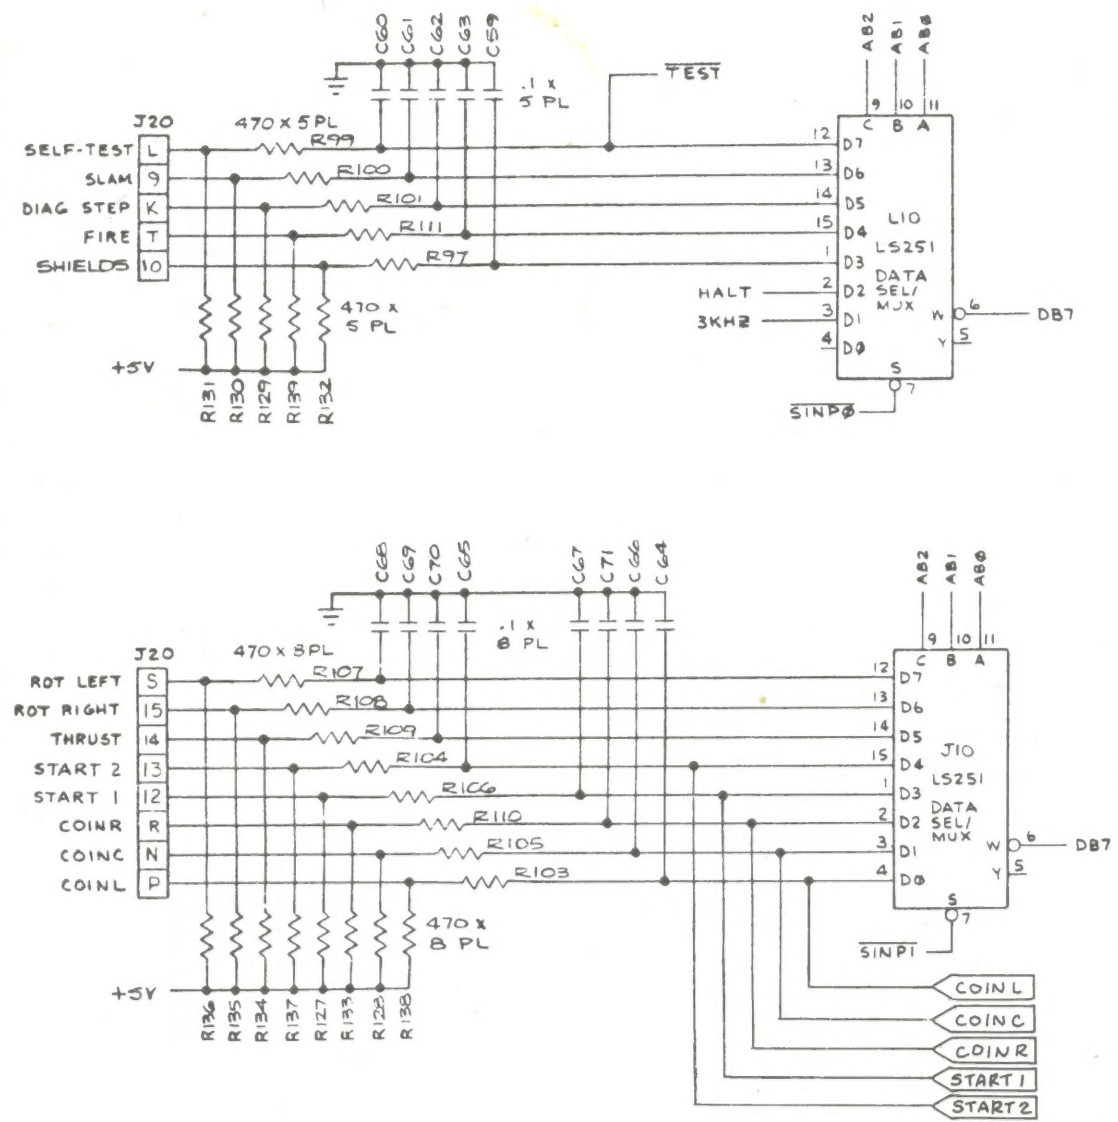 C60
C61
C62
C63
C59
AB2
AB1
ABØ
TEST
.1 X
5 PL
9 10 11
C B A
J20
470 X 5 PL
SELF-TEST L R99 12 D7
SLAM 9 R100 13 D6
DIAG STEP K R101 14 D5
FIRE T R111 15 D4
SHIELDS 10 R97 1 D3
L10
LS251
DATA
SEL/
MUX
HALT 2 D2
3KHZ 3 D1
4 DØ
W 6 DB7
Y 5
S
7
SINPØ
470 X
5 PL
+5V
R131
R130
R129
R139
R132
C68
C69
C70
C65
C67
C71
C66
C64
AB2
AB1
ABØ
.1 X
8 PL
9 10 11
C B A
J20
470 X 8 PL
ROT LEFT S R107 12 D7
ROT RIGHT 15 R108 13 D6
THRUST 14 R109 14 D5
START 2 13 R104 15 D4
START 1 12 R106 1 D3
COINR R R110 2 D2
COINC N R105 3 D1
COINL P R103 4 DØ
J10
LS251
DATA
SEL/
MUX
W 6 DB7
Y 5
S
7
SINP1
470 X
8 PL
+5V
R136
R135
R134
R137
R127
R133
R128
R138
COINL
COINC
COINR
START 1
START 2